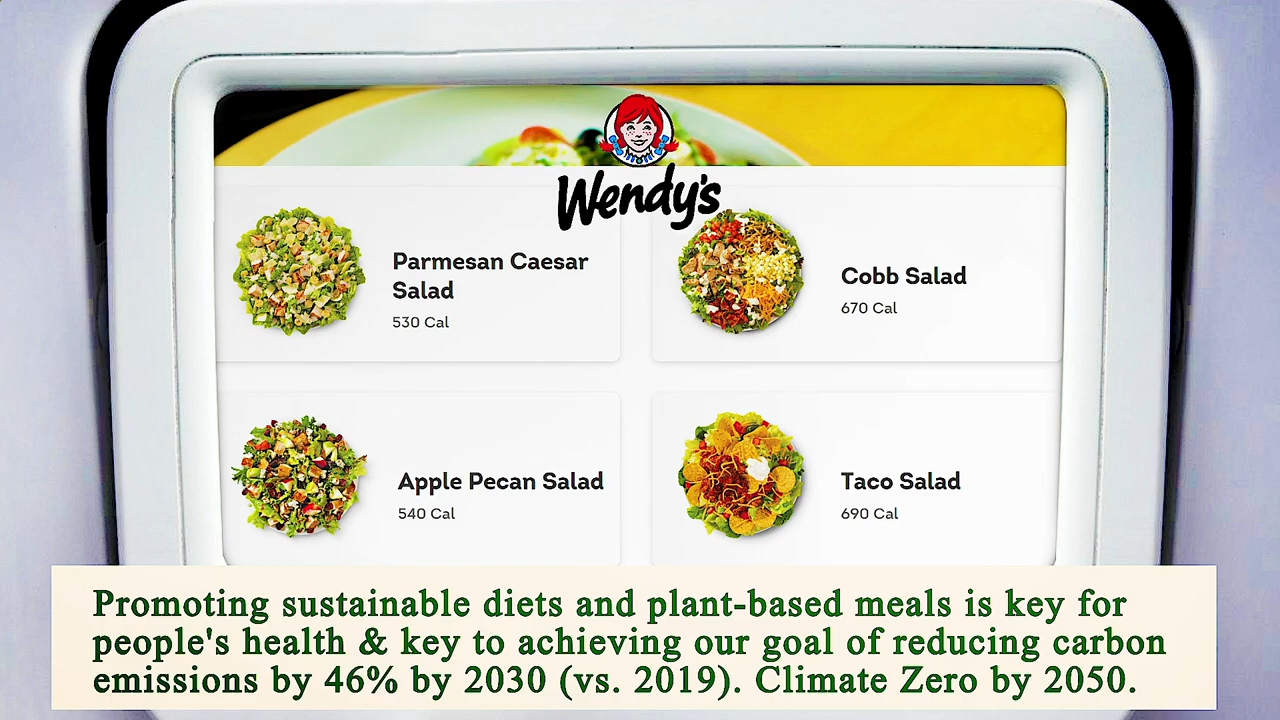 Wendy's
Parmesan Caesar
Salad
530 Cal
Cobb Salad
670 Cal
Apple Pecan Salad
540 Cal
Taco Salad
690 Cal
Promoting sustainable diets and plant-based meals is key for
people's health & key to achieving our goal of reducing carbon
emissions by 46% by 2030 (vs. 2019). Climate Zero by 2050.